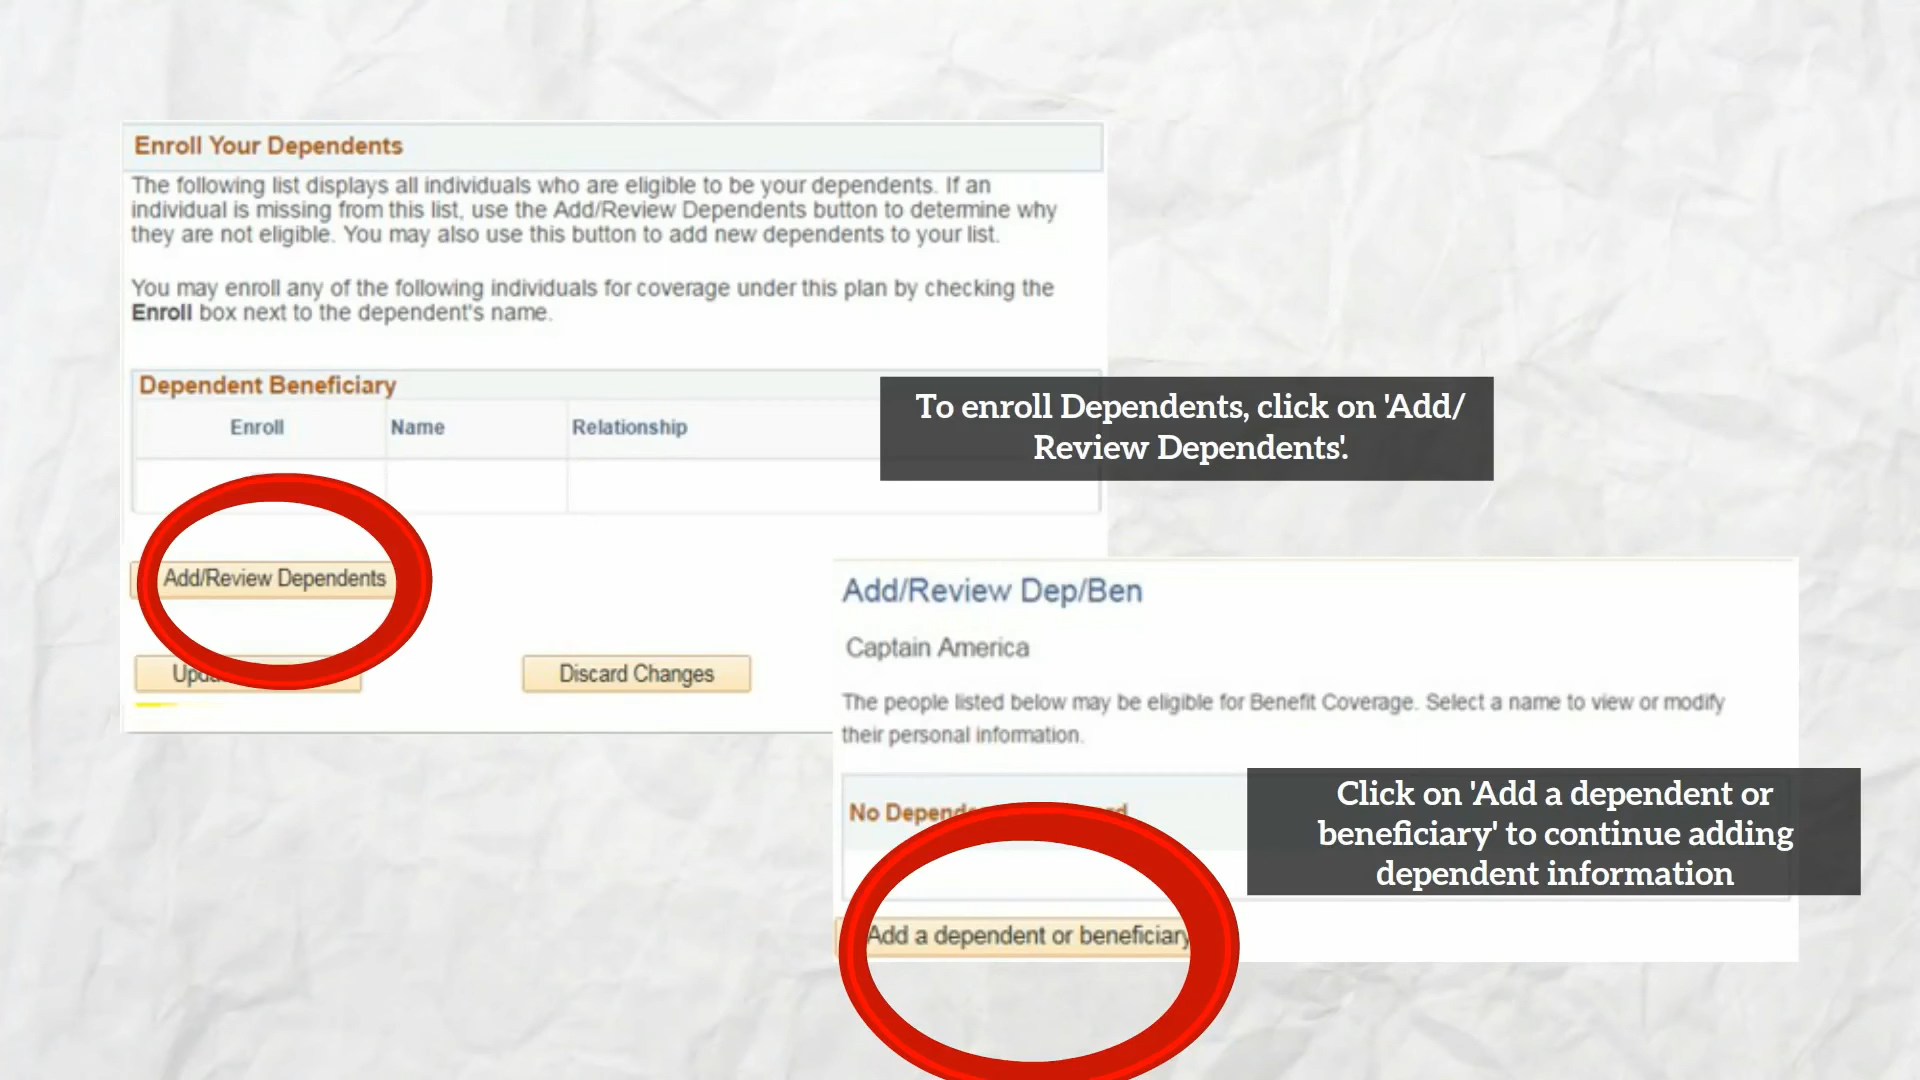 Enroll Your Dependents
The following list displays all individuals who are eligible to be your dependents. If an
individual is missing from this list, use the Add/Review Dependents button to determine why
they are not eligible. You may also use this button to add new dependents to your list.
You may enroll any of the following individuals for coverage under this plan by checking the
Enroll box next to the dependent's name.
Dependent Beneficiary
Enroll Name Relationship
To enroll Dependents, click on 'Add/
Review Dependents'.
Add/Review Dependents
Discard Changes
Add/Review Dep/Ben
Captain America
The people listed below may be eligible for Benefit Coverage. Select a name to view or modify
their personal information.
No
Click on 'Add a dependent or
beneficiary' to continue adding
dependent information
Add a dependent or beneficiary